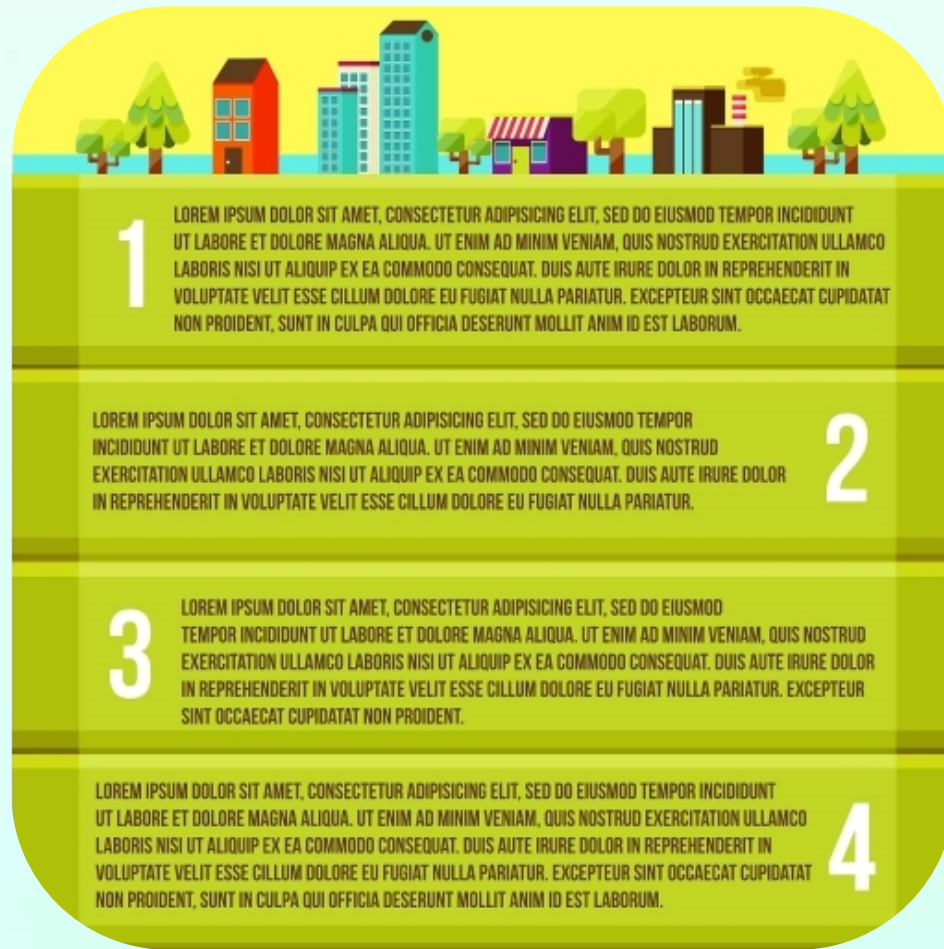 1
LOREM IPSUM DOLOR SIT AMET, CONSECTETUR ADIPISICING ELIT, SED DO EIUSMOD TEMPOR INCIDIDUNT
UT LABORE ET DOLORE MAGNA ALIQUA. UT ENIM AD MINIM VENIAM, QUIS NOSTRUD EXERCITATION ULLAMCO
LABORIS NISI UT ALIQUIP EX EA COMMODO CONSEQUAT. DUIS AUTE IRURE DOLOR IN REPREHENDERIT IN
VOLUPTATE VELIT ESSE CILLUM DOLORE EU FUGIAT NULLA PARIATUR. EXCEPTEUR SINT OCCAECAT CUPIDATAT
NON PROIDENT, SUNT IN CULPA QUI OFFICIA DESERUNT MOLLIT ANIM ID EST LABORUM.
2
LOREM IPSUM DOLOR SIT AMET, CONSECTETUR ADIPISICING ELIT, SED DO EIUSMOD TEMPOR
INCIDIDUNT UT LABORE ET DOLORE MAGNA ALIQUA. UT ENIM AD MINIM VENIAM, QUIS NOSTRUD
EXERCITATION ULLAMCO LABORIS NISI UT ALIQUIP EX EA COMMODO CONSEQUAT. DUIS AUTE IRURE DOLOR
IN REPREHENDERIT IN VOLUPTATE VELIT ESSE CILLUM DOLORE EU FUGIAT NULLA PARIATUR.
3
LOREM IPSUM DOLOR SIT AMET, CONSECTETUR ADIPISICING ELIT, SED DO EIUSMOD
TEMPOR INCIDIDUNT UT LABORE ET DOLORE MAGNA ALIQUA. UT ENIM AD MINIM VENIAM, QUIS NOSTRUD
EXERCITATION ULLAMCO LABORIS NISI UT ALIQUIP EX EA COMMODO CONSEQUAT. DUIS AUTE IRURE DOLOR
IN REPREHENDERIT IN VOLUPTATE VELIT ESSE CILLUM DOLORE EU FUGIAT NULLA PARIATUR. EXCEPTEUR
SINT OCCAECAT CUPIDATAT NON PROIDENT.
4
LOREM IPSUM DOLOR SIT AMET, CONSECTETUR ADIPISICING ELIT, SED DO EIUSMOD TEMPOR INCIDIDUNT
UT LABORE ET DOLORE MAGNA ALIQUA. UT ENIM AD MINIM VENIAM, QUIS NOSTRUD EXERCITATION ULLAMCO
LABORIS NISI UT ALIQUIP EX EA COMMODO CONSEQUAT. DUIS AUTE IRURE DOLOR IN REPREHENDERIT IN
VOLUPTATE VELIT ESSE CILLUM DOLORE EU FUGIAT NULLA PARIATUR. EXCEPTEUR SINT OCCAECAT CUPIDATAT
NON PROIDENT, SUNT IN CULPA QUI OFFICIA DESERUNT MOLLIT ANIM ID EST LABORUM.